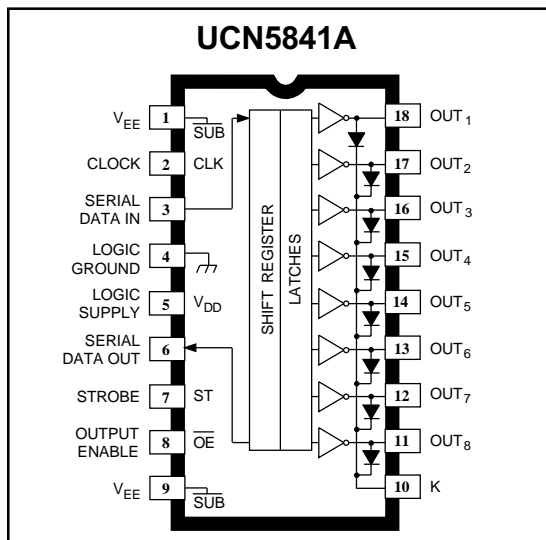 UCN5841A
V_EE 1 SUB
CLOCK 2 CLK
SERIAL
DATA IN
3
LOGIC
GROUND
4
LOGIC
SUPPLY
5 V_DD
SERIAL
DATA OUT
6
STROBE 7 ST
OUTPUT
ENABLE
8 OE
V_EE 9 SUB
SHIFT REGISTER
LATCHES
18 OUT_1
17 OUT_2
16 OUT_3
15 OUT_4
14 OUT_5
13 OUT_6
12 OUT_7
11 OUT_8
10 K